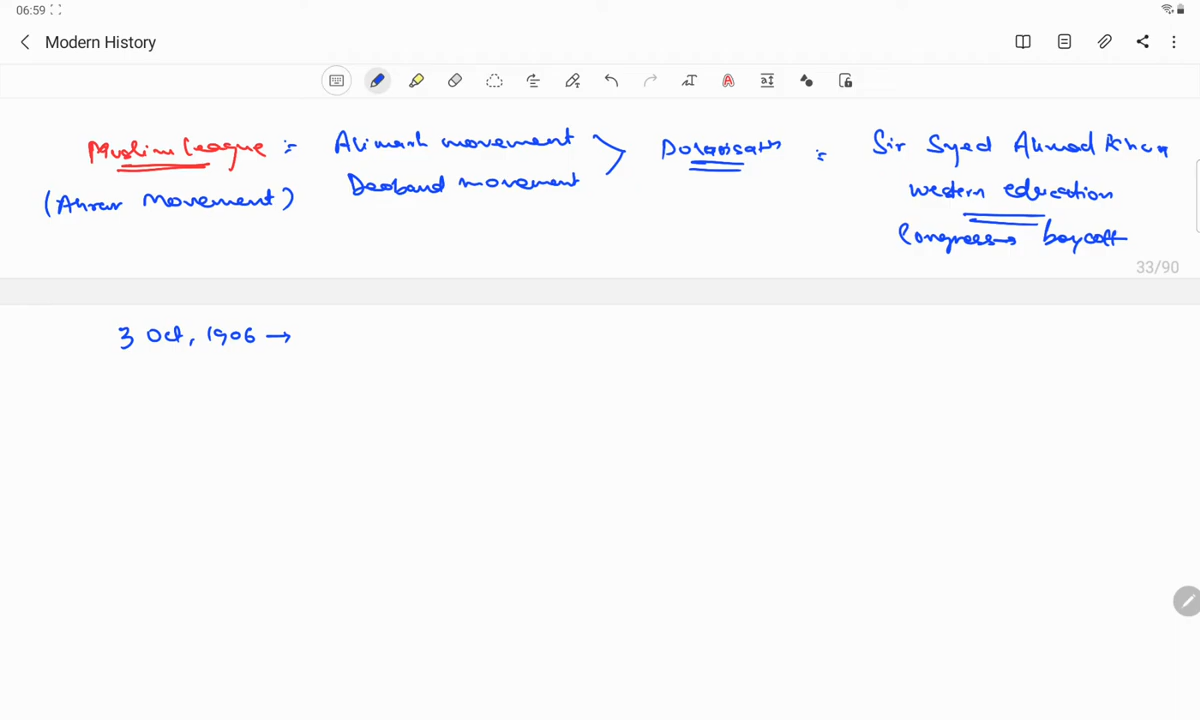 06:59
Modern History
Muslim League :-
(Ahrar Movement)
Aligarh movement
Deoband movement
Polarisation :-
Sir Syed Ahmad Khan
western education
Congress → boycott
33/90
3 Oct, 1906 →